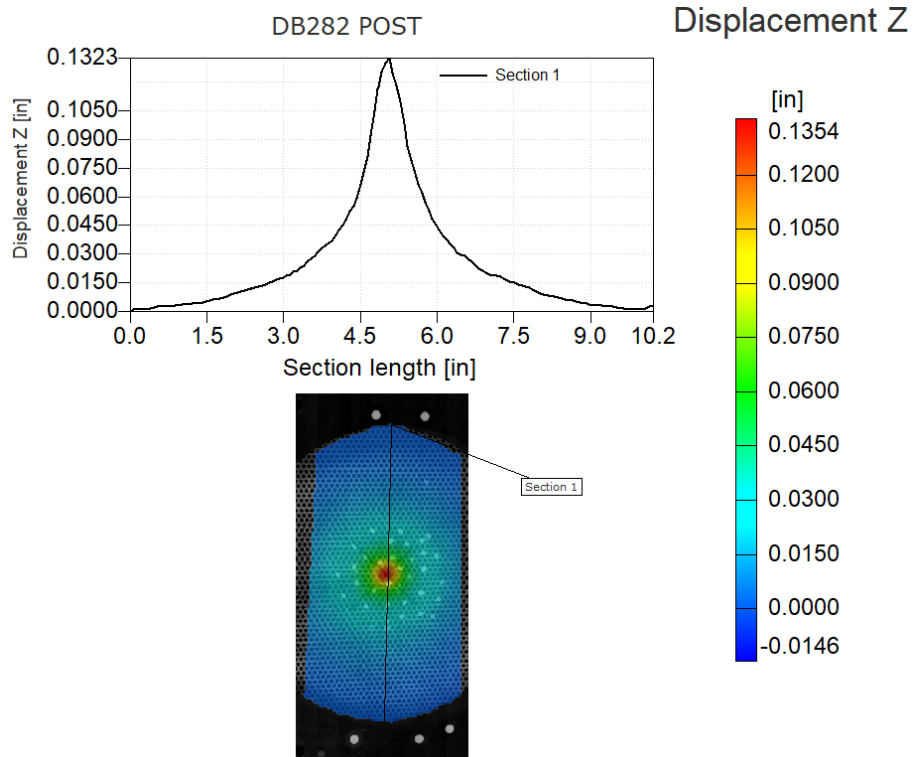 DB282 POST
Displacement Z
0.1323
0.1050
0.0900
0.0750
0.0600
0.0450
0.0300
0.0150
0.0000
Displacement Z [in]
Section 1
0.0 1.5 3.0 4.5 6.0 7.5 9.0 10.2
Section length [in]
[in]
0.1354
0.1200
0.1050
0.0900
0.0750
0.0600
0.0450
0.0300
0.0150
0.0000
-0.0146
Section 1